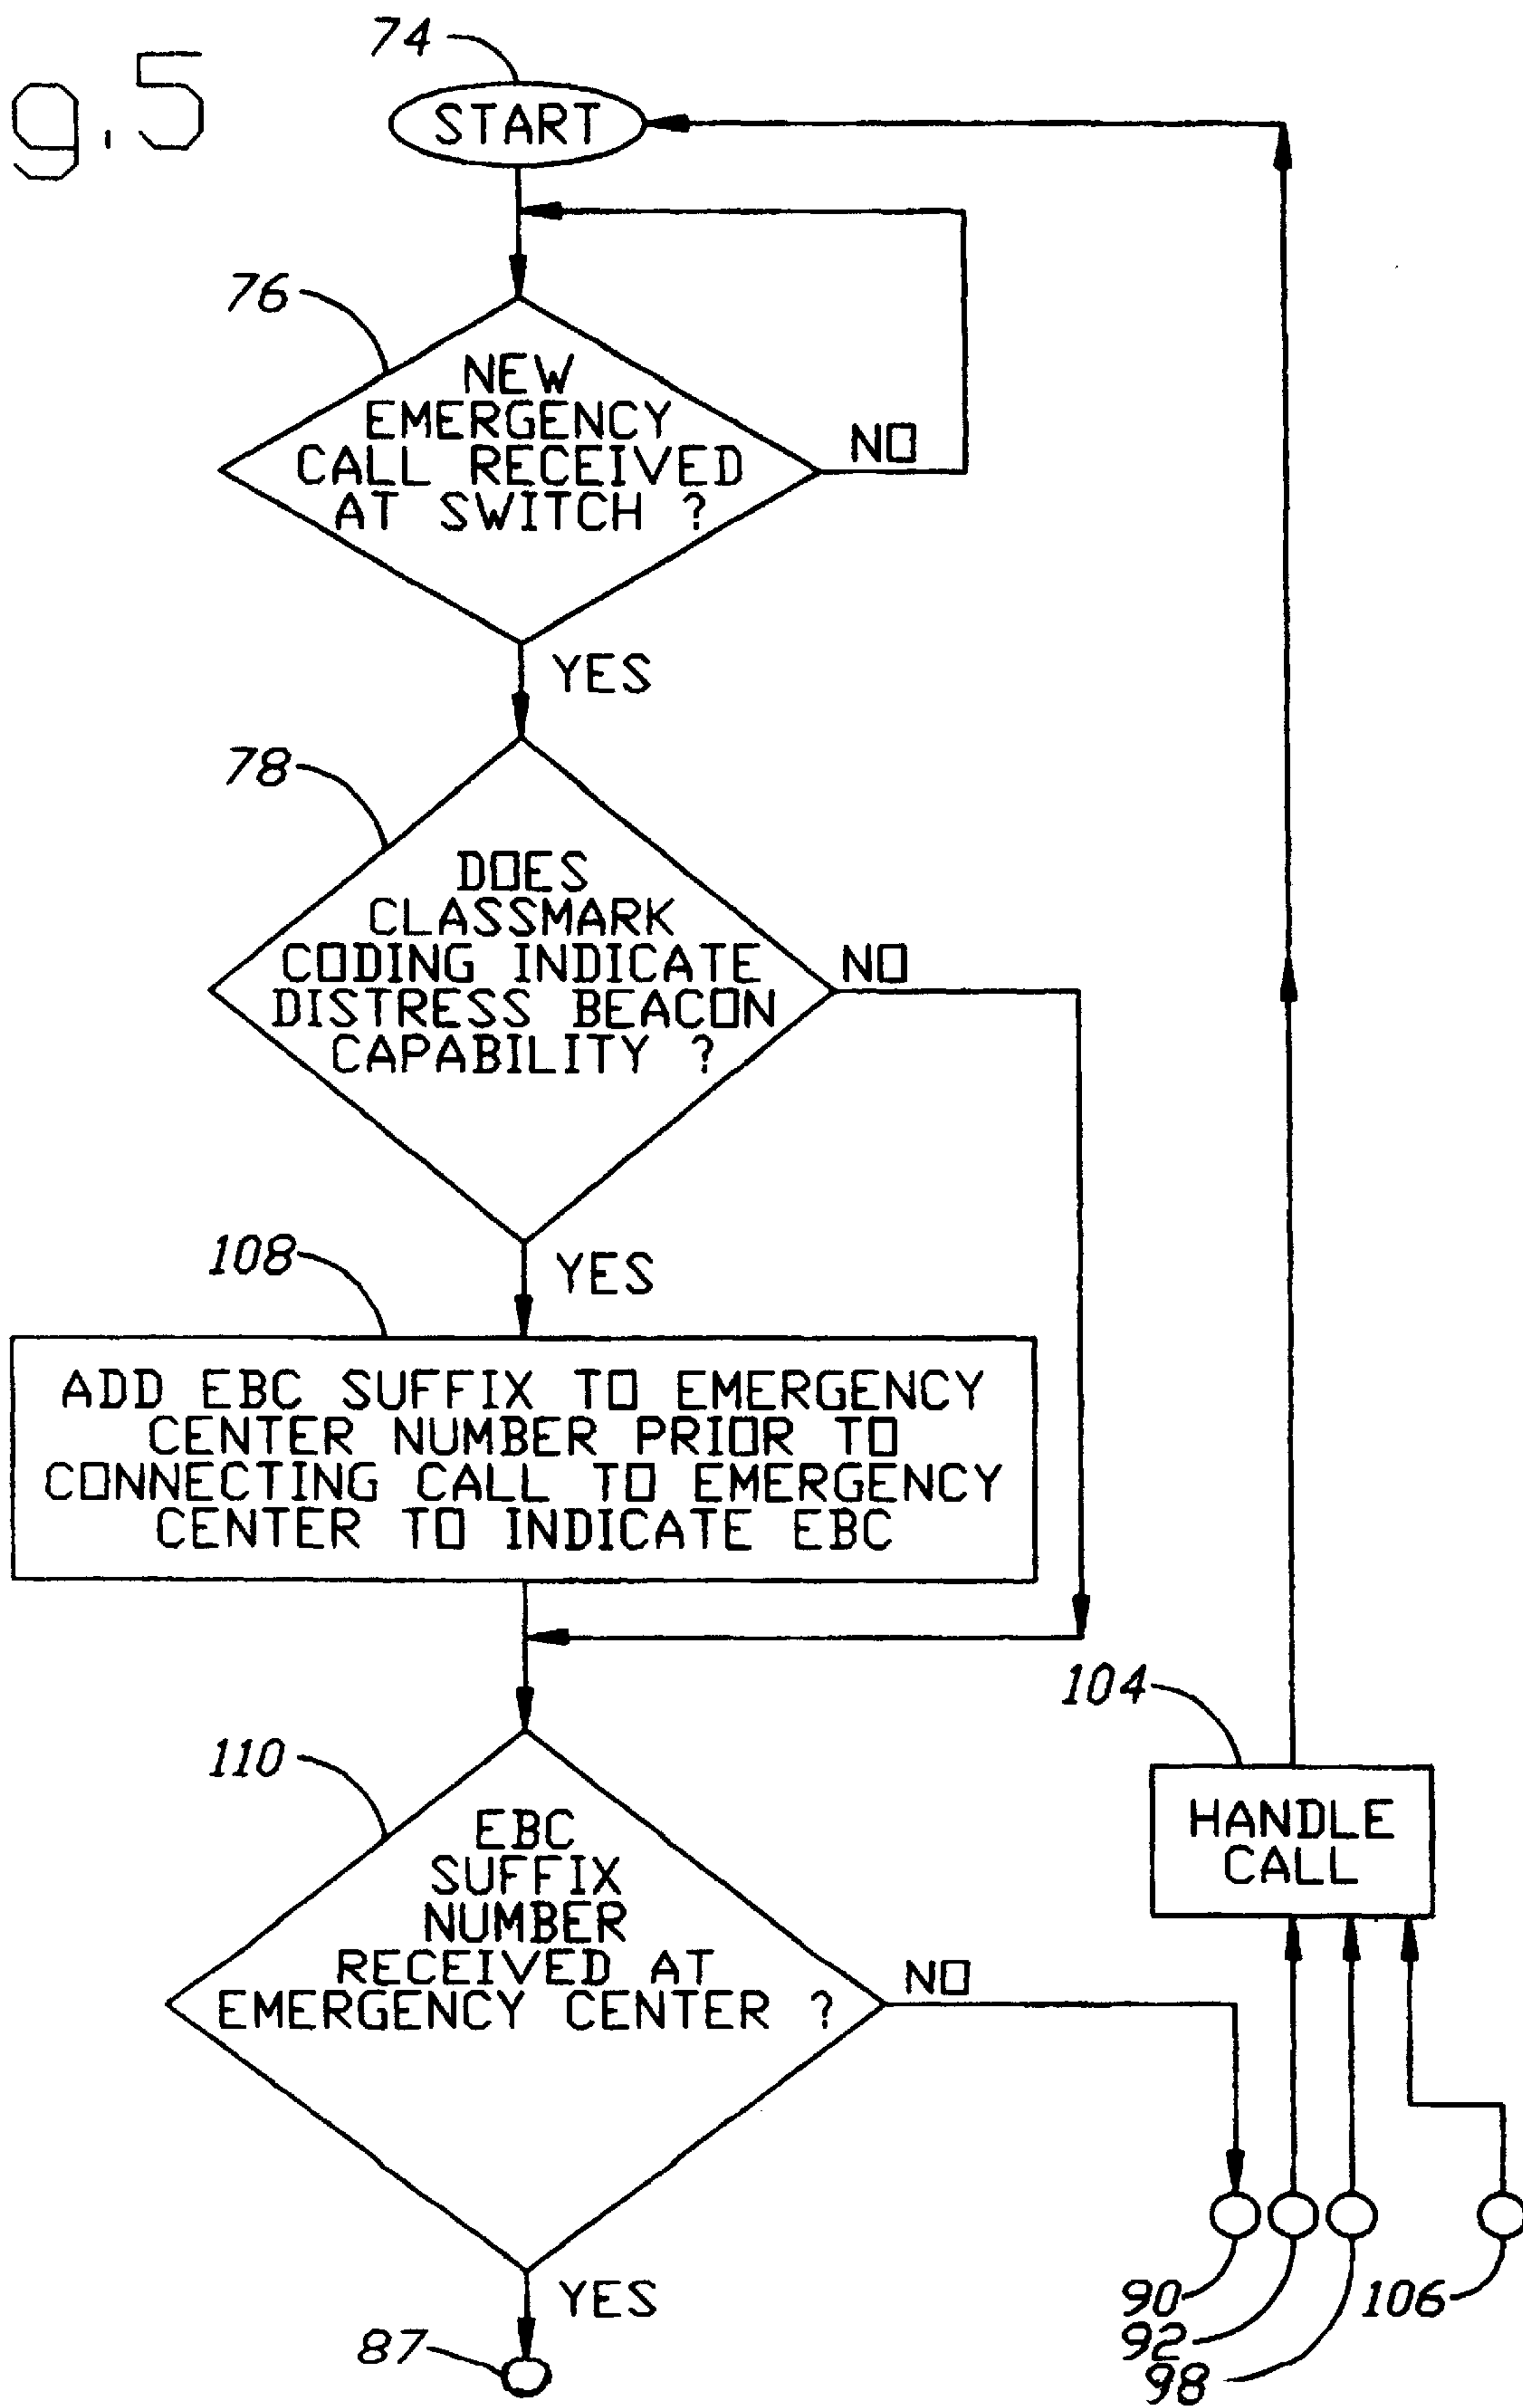 g.5
74
START
76
NEW
EMERGENCY
CALL RECEIVED
AT SWITCH ?
NO
YES
78
DOES
CLASSMARK
CODING INDICATE
DISTRESS BEACON
CAPABILITY ?
NO
YES
108
ADD EBC SUFFIX TO EMERGENCY
CENTER NUMBER PRIOR TO
CONNECTING CALL TO EMERGENCY
CENTER TO INDICATE EBC
110
EBC
SUFFIX
NUMBER
RECEIVED AT
EMERGENCY CENTER ?
NO
YES
104
HANDLE
CALL
90
92
98
106
87